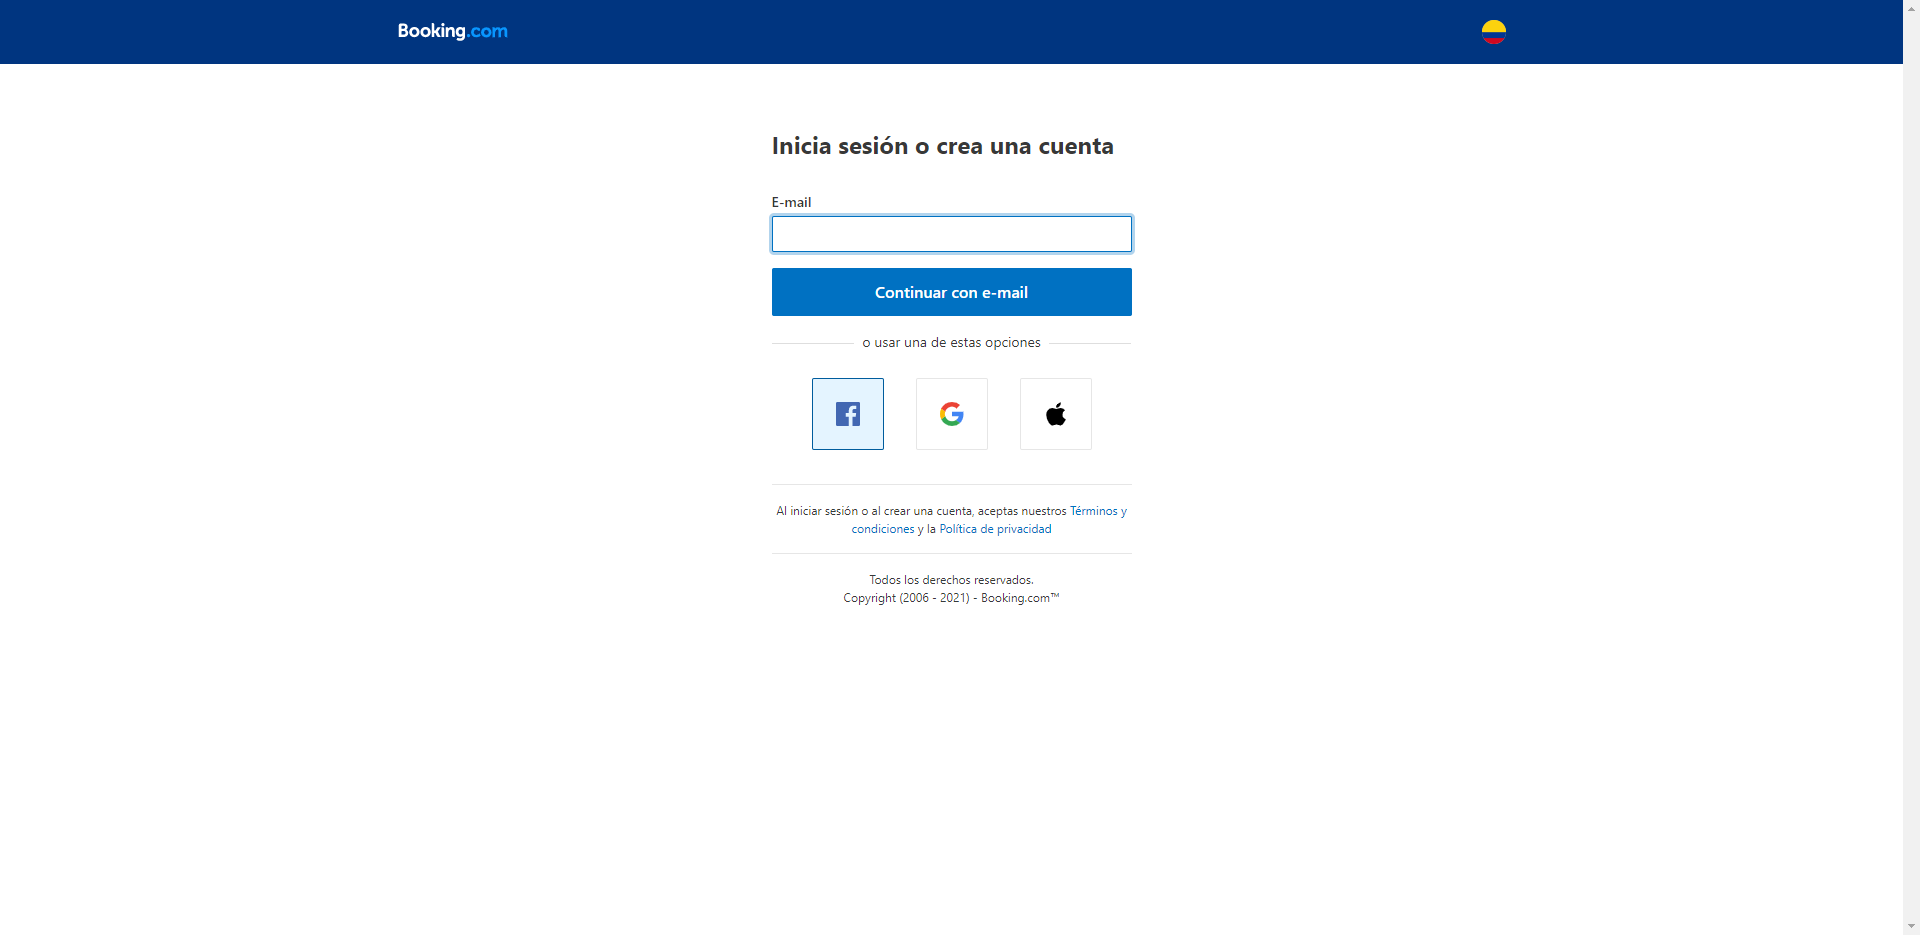 Booking.com
Inicia sesión o crea una cuenta
E-mail
Continuar con e-mail
o usar una de estas opciones
Al iniciar sesión o al crear una cuenta, aceptas nuestros Términos y
condiciones y la Política de privacidad
Todos los derechos reservados.
Copyright (2006 - 2021) - Booking.com™